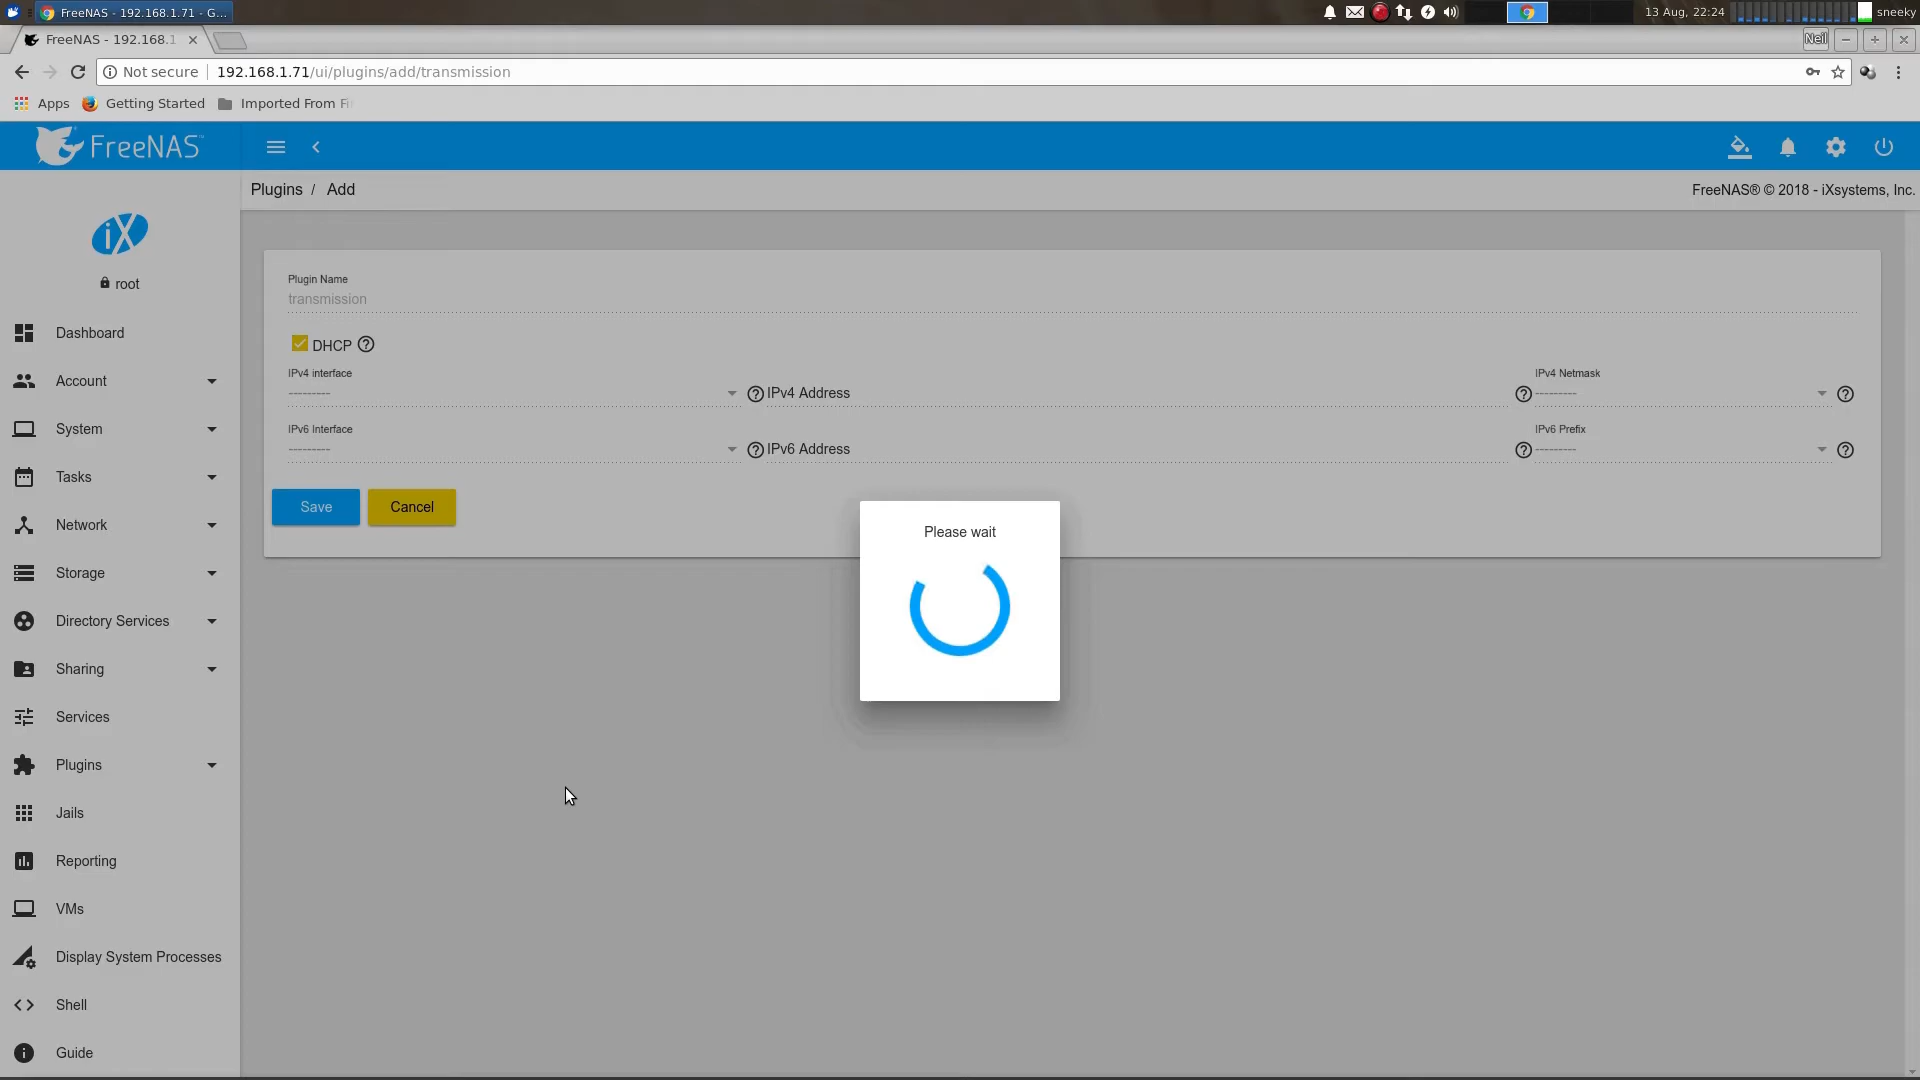 FreeNAS - 192.168.1.71 - G...
13 Aug, 22:24
sneeky
FreeNAS - 192.168.1
Neil
Not secure
192.168.1.71/ui/plugins/add/transmission
Apps
Getting Started
Imported From Fi
FreeNAS™
Plugins / Add
FreeNAS® © 2018 - iXsystems, Inc.
iX
root
Dashboard
Account
System
Tasks
Network
Storage
Directory Services
Sharing
Services
Plugins
Jails
Reporting
VMs
Display System Processes
Shell
Guide
Plugin Name
transmission
DHCP
IPv4 interface
---------
IPv4 Address
IPv4 Netmask
---------
IPv6 Interface
---------
IPv6 Address
IPv6 Prefix
---------
Save
Cancel
Please wait